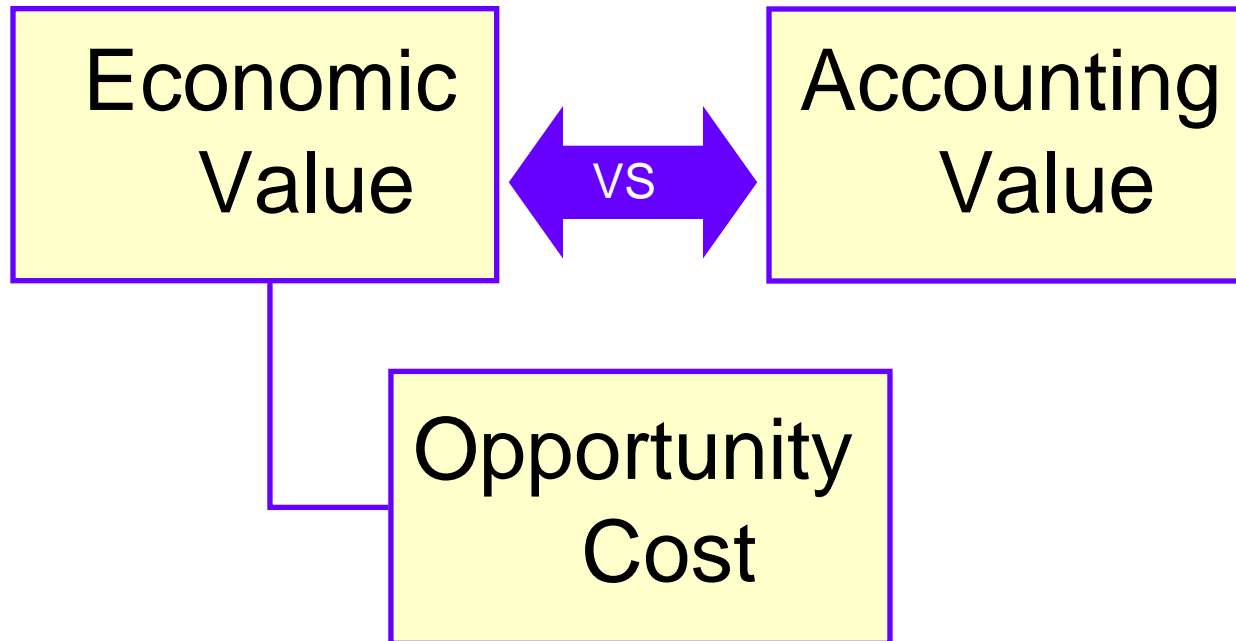 Economic
Value
VS
Accounting
Value
Opportunity
Cost